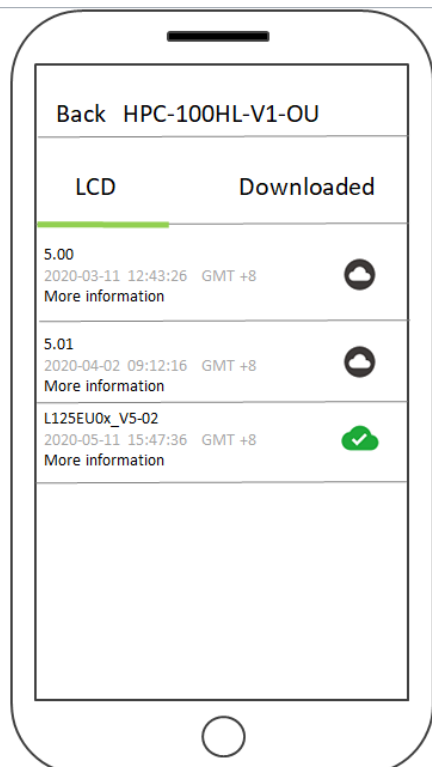 Back HPC-100HL-V1-OU
LCD Downloaded
5.00
2020-03-11 12:43:26 GMT +8
More information
5.01
2020-04-02 09:12:16 GMT +8
More information
L125EU0x_V5-02
2020-05-11 15:47:36 GMT +8
More information